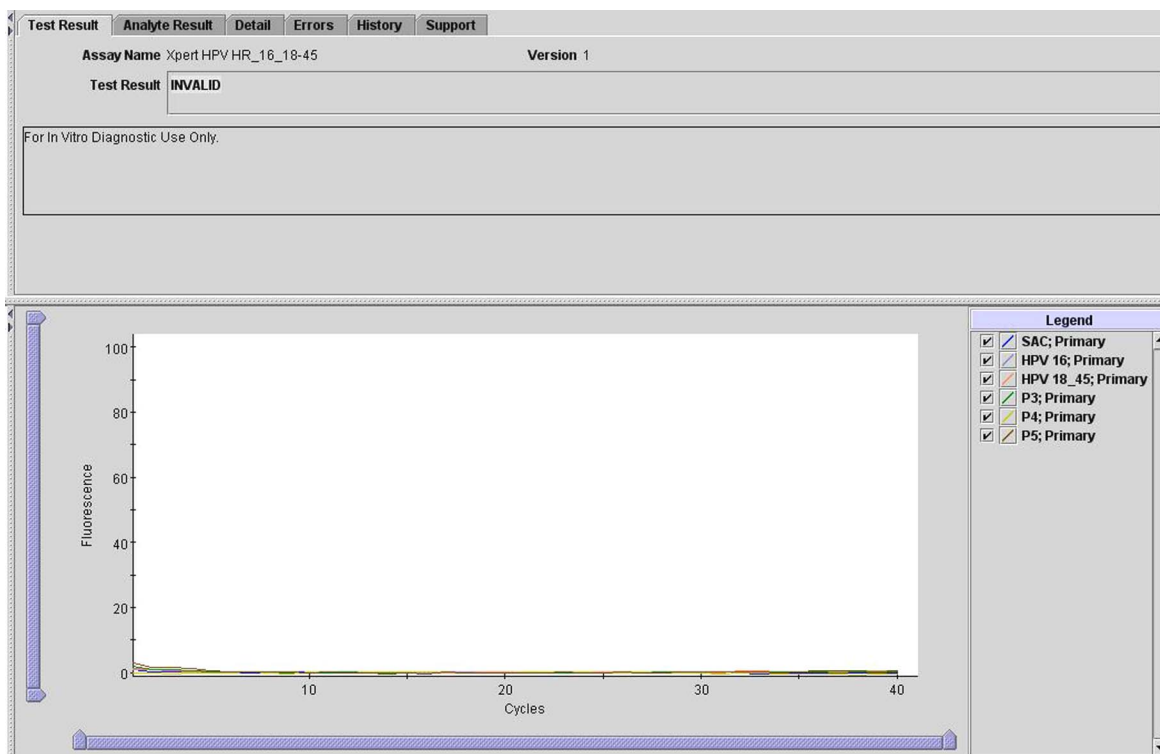 Test Result Analyte Result Detail Errors History Support
Assay Name Xpert HPV HR_16_18-45 Version 1
Test Result INVALID
For In Vitro Diagnostic Use Only.
Legend
SAC; Primary
HPV 16; Primary
HPV 18_45; Primary
P3; Primary
P4; Primary
P5; Primary
100
80
60
40
20
0
Fluorescence
10 20 30 40
Cycles